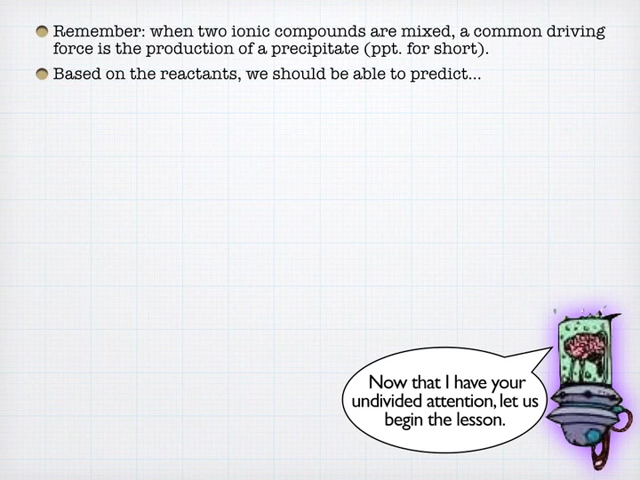 Remember: when two ionic compounds are mixed, a common driving
force is the production of a precipitate (ppt. for short).
Based on the reactants, we should be able to predict...
Now that I have your
undivided attention, let us
begin the lesson.